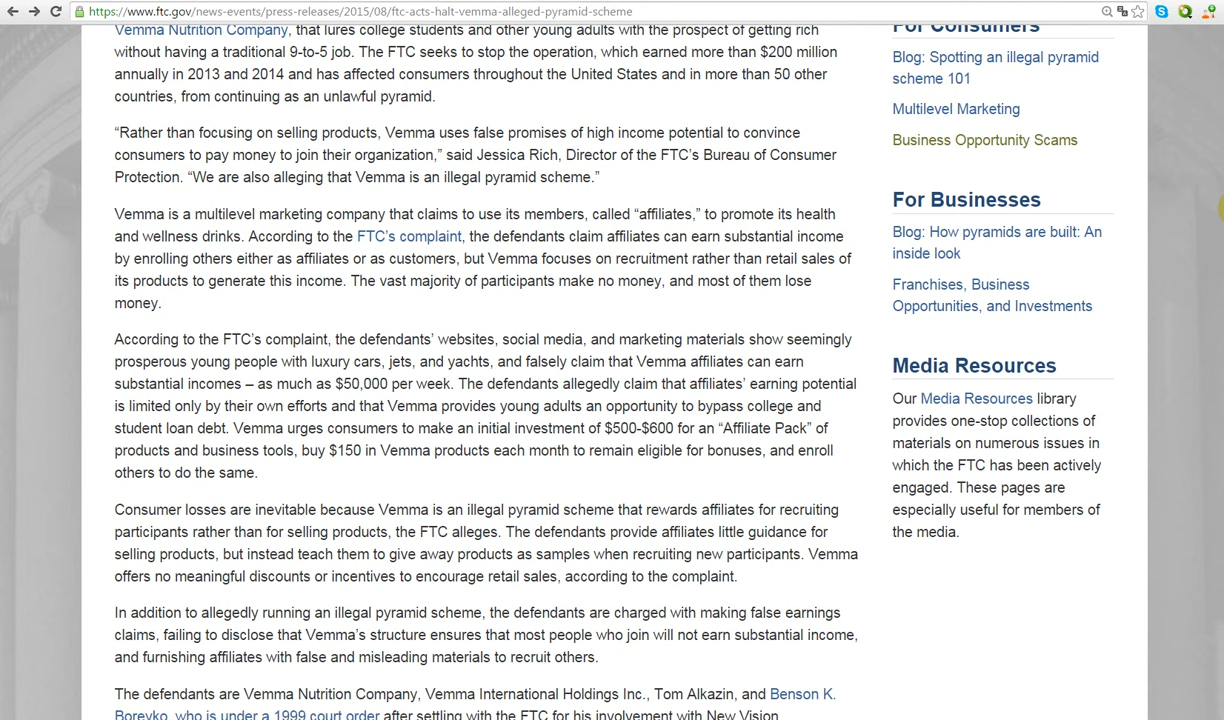 https://www.ftc.gov/news-events/press-releases/2015/08/ftc-acts-halt-vemma-alleged-pyramid-scheme
Vemma Nutrition Company, that lures college students and other young adults with the prospect of getting rich
without having a traditional 9-to-5 job. The FTC seeks to stop the operation, which earned more than $200 million
annually in 2013 and 2014 and has affected consumers throughout the United States and in more than 50 other
countries, from continuing as an unlawful pyramid.
“Rather than focusing on selling products, Vemma uses false promises of high income potential to convince
consumers to pay money to join their organization,” said Jessica Rich, Director of the FTC’s Bureau of Consumer
Protection. “We are also alleging that Vemma is an illegal pyramid scheme.”
Vemma is a multilevel marketing company that claims to use its members, called “affiliates,” to promote its health
and wellness drinks. According to the FTC’s complaint, the defendants claim affiliates can earn substantial income
by enrolling others either as affiliates or as customers, but Vemma focuses on recruitment rather than retail sales of
its products to generate this income. The vast majority of participants make no money, and most of them lose
money.
According to the FTC’s complaint, the defendants’ websites, social media, and marketing materials show seemingly
prosperous young people with luxury cars, jets, and yachts, and falsely claim that Vemma affiliates can earn
substantial incomes – as much as $50,000 per week. The defendants allegedly claim that affiliates’ earning potential
is limited only by their own efforts and that Vemma provides young adults an opportunity to bypass college and
student loan debt. Vemma urges consumers to make an initial investment of $500-$600 for an “Affiliate Pack” of
products and business tools, buy $150 in Vemma products each month to remain eligible for bonuses, and enroll
others to do the same.
Consumer losses are inevitable because Vemma is an illegal pyramid scheme that rewards affiliates for recruiting
participants rather than for selling products, the FTC alleges. The defendants provide affiliates little guidance for
selling products, but instead teach them to give away products as samples when recruiting new participants. Vemma
offers no meaningful discounts or incentives to encourage retail sales, according to the complaint.
In addition to allegedly running an illegal pyramid scheme, the defendants are charged with making false earnings
claims, failing to disclose that Vemma’s structure ensures that most people who join will not earn substantial income,
and furnishing affiliates with false and misleading materials to recruit others.
The defendants are Vemma Nutrition Company, Vemma International Holdings Inc., Tom Alkazin, and Benson K.
Boreyko, who is under a 1999 court order after settling with the FTC for his involvement with New Vision
For Consumers
Blog: Spotting an illegal pyramid
scheme 101
Multilevel Marketing
Business Opportunity Scams
For Businesses
Blog: How pyramids are built: An
inside look
Franchises, Business
Opportunities, and Investments
Media Resources
Our Media Resources library
provides one-stop collections of
materials on numerous issues in
which the FTC has been actively
engaged. These pages are
especially useful for members of
the media.